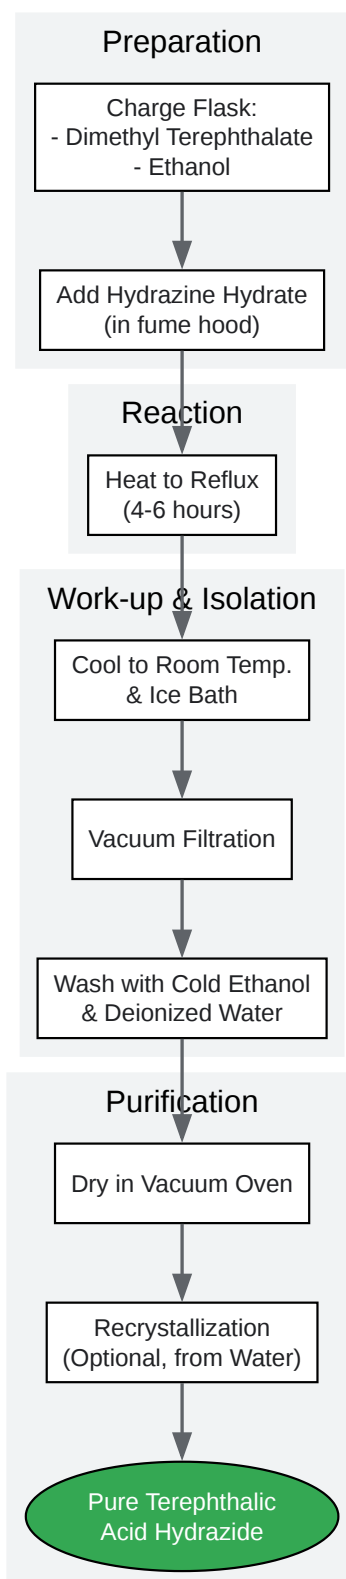 Preparation
Charge Flask:
- Dimethyl Terephthalate
- Ethanol
Add Hydrazine Hydrate
(in fume hood)
Reaction
Heat to Reflux
(4-6 hours)
Work-up & Isolation
Cool to Room Temp.
& Ice Bath
Vacuum Filtration
Wash with Cold Ethanol
& Deionized Water
Purification
Dry in Vacuum Oven
Recrystallization
(Optional, from Water)
Pure Terephthalic
Acid Hydrazide